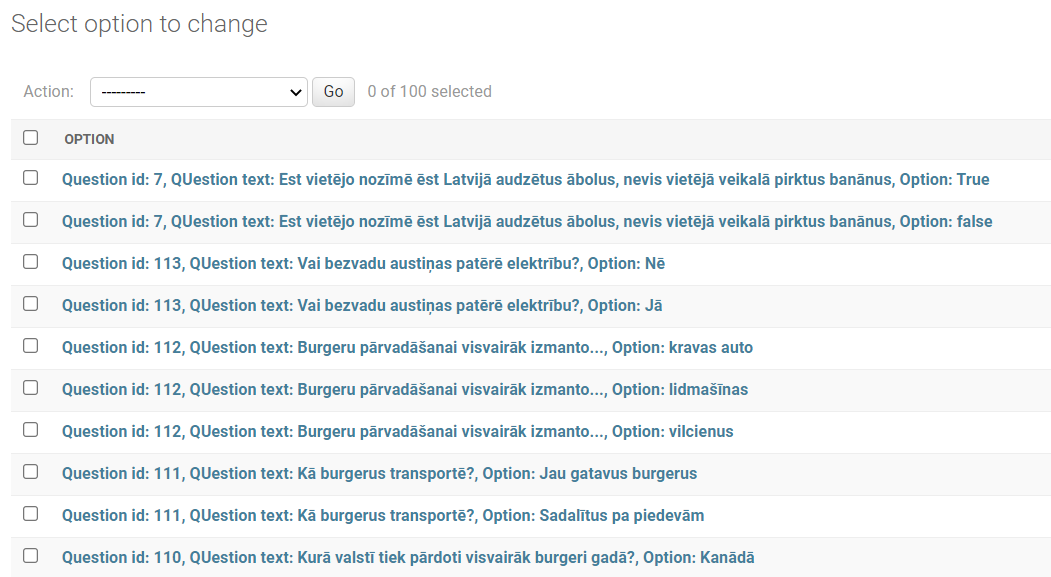 Select option to change
Action: --------- Go 0 of 100 selected
OPTION
Question id: 7, QUestion text: Est vietējo nozīmē ēst Latvijā audzētus ābolus, nevis vietējā veikalā pirktus banānus, Option: True
Question id: 7, QUestion text: Est vietējo nozīmē ēst Latvijā audzētus ābolus, nevis vietējā veikalā pirktus banānus, Option: false
Question id: 113, QUestion text: Vai bezvadu austiņas patērē elektrību?, Option: Nē
Question id: 113, QUestion text: Vai bezvadu austiņas patērē elektrību?, Option: Jā
Question id: 112, QUestion text: Burgeru pārvadāšanai visvairāk izmanto..., Option: kravas auto
Question id: 112, QUestion text: Burgeru pārvadāšanai visvairāk izmanto..., Option: lidmašīnas
Question id: 112, QUestion text: Burgeru pārvadāšanai visvairāk izmanto..., Option: vilcienus
Question id: 111, QUestion text: Kā burgerus transportē?, Option: Jau gatavus burgerus
Question id: 111, QUestion text: Kā burgerus transportē?, Option: Sadalītus pa piedevām
Question id: 110, QUestion text: Kurā valstī tiek pārdoti visvairāk burgeri gadā?, Option: Kanādā